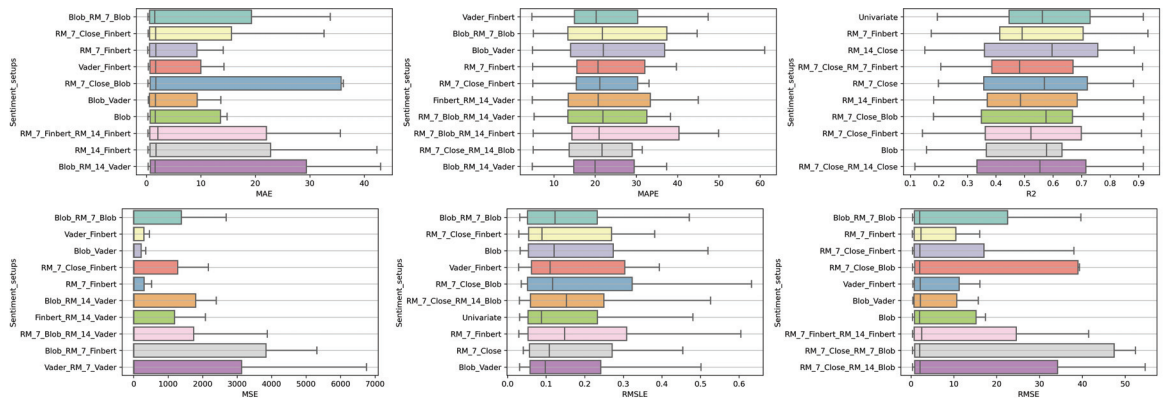 Sentiment_setups
Blob_RM_7_Blob
RM_7_Close_Finbert
RM_7_Finbert
Vader_Finbert
RM_7_Close_Blob
Blob_Vader
Blob
RM_7_Finbert_RM_14_Finbert
RM_14_Finbert
Blob_RM_14_Vader
0 10 20 30 40
MAE
Sentiment_setups
Vader_Finbert
Blob_RM_7_Blob
Blob_Vader
RM_7_Finbert
RM_7_Close_Finbert
Finbert_RM_14_Vader
RM_7_Blob_RM_14_Vader
RM_7_Blob_RM_14_Finbert
RM_7_Close_RM_14_Blob
Blob_RM_14_Vader
10 20 30 40 50 60
MAPE
Sentiment_setups
Univariate
RM_7_Finbert
RM_14_Close
RM_7_Close_RM_7_Finbert
RM_7_Close
RM_14_Finbert
RM_7_Close_Blob
RM_7_Close_Finbert
Blob
RM_7_Close_RM_14_Close
0.1 0.2 0.3 0.4 0.5 0.6 0.7 0.8 0.9
R2
Sentiment_setups
Blob_RM_7_Blob
Vader_Finbert
Blob_Vader
RM_7_Close_Finbert
RM_7_Finbert
Blob_RM_14_Vader
Finbert_RM_14_Vader
RM_7_Blob_RM_14_Vader
Blob_RM_7_Finbert
Vader_RM_7_Vader
0 1000 2000 3000 4000 5000 6000 7000
MSE
Sentiment_setups
Blob_RM_7_Blob
RM_7_Close_Finbert
Blob
Vader_Finbert
RM_7_Close_Blob
RM_7_Close_RM_14_Blob
Univariate
RM_7_Finbert
RM_7_Close
Blob_Vader
0.0 0.1 0.2 0.3 0.4 0.5 0.6
RMSLE
Sentiment_setups
Blob_RM_7_Blob
RM_7_Finbert
RM_7_Close_Finbert
RM_7_Close_Blob
Vader_Finbert
Blob_Vader
Blob
RM_7_Finbert_RM_14_Finbert
RM_7_Close_RM_7_Blob
RM_7_Close_RM_14_Blob
0 10 20 30 40 50
RMSE